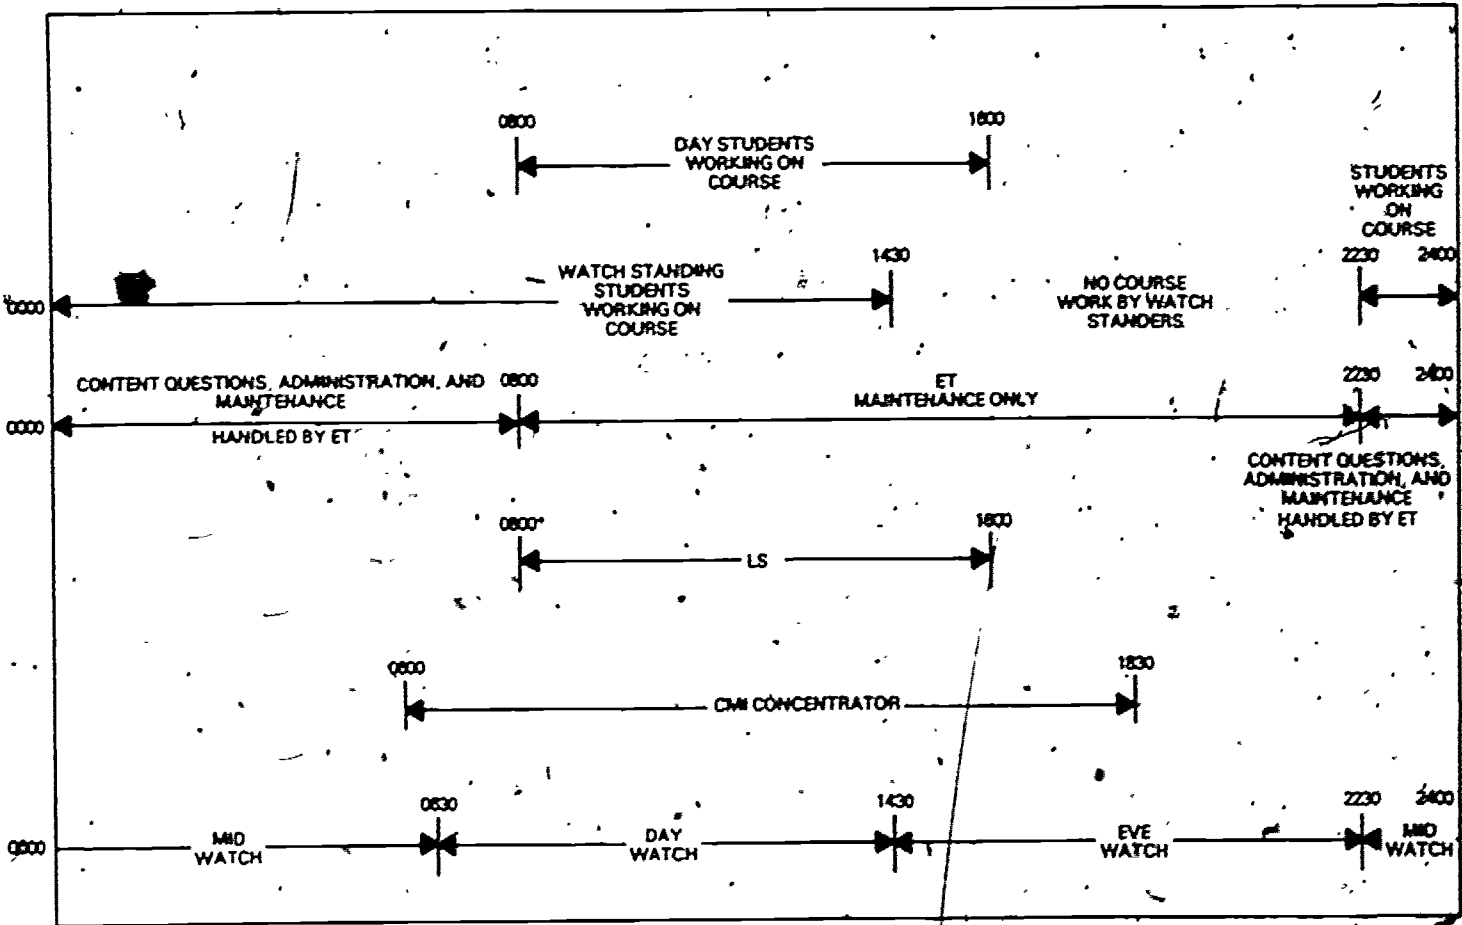 0800
1600
DAY STUDENTS
WORKING ON
COURSE
STUDENTS
WORKING
ON
COURSE
1430
2230 2400
WATCH STANDING
STUDENTS
WORKING ON
COURSE
NO COURSE
WORK BY WATCH
STANDERS
0000
CONTENT QUESTIONS, ADMINISTRATION, AND
MAINTENANCE
HANDLED BY ET
0800
ET
MAINTENANCE ONLY
2230 2400
0000
CONTENT QUESTIONS,
ADMINISTRATION, AND
MAINTENANCE
HANDLED BY ET
0800
1600
LS
0600
1830
CMI CONCENTRATOR
0630
1430
2230 2400
0000
MID
WATCH
DAY
WATCH
EVE
WATCH
MID
WATCH